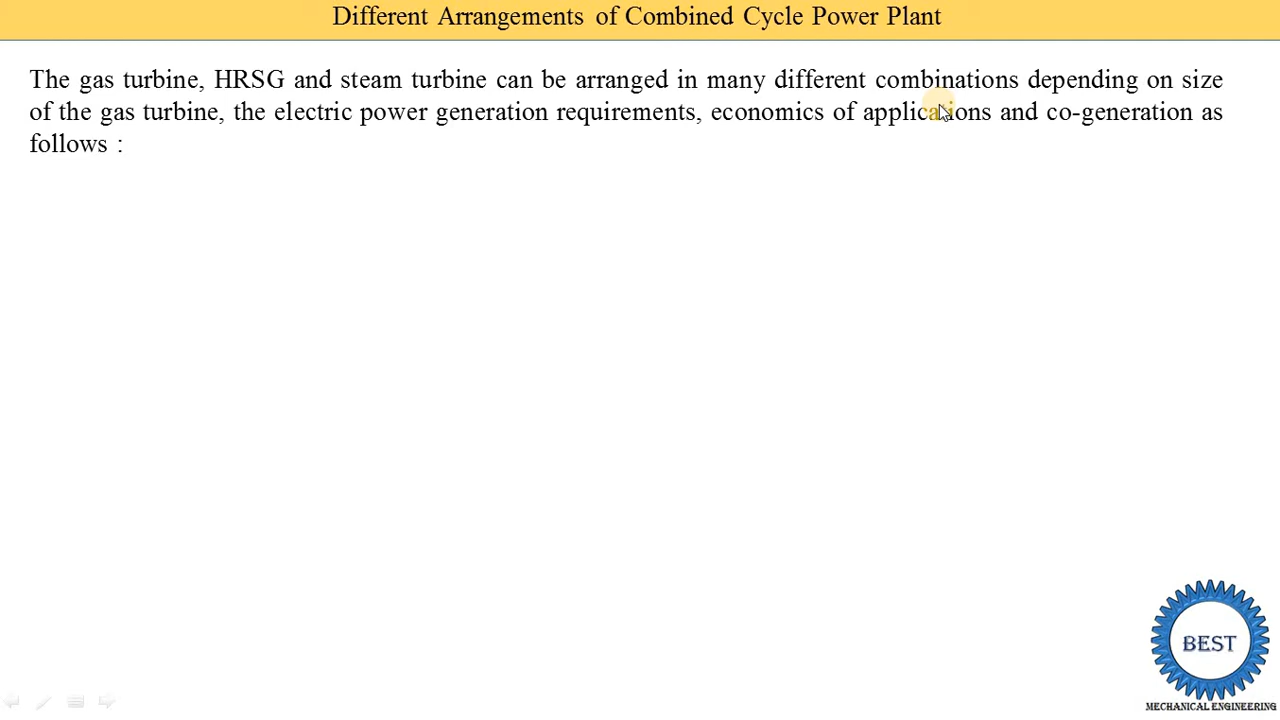 Different Arrangements of Combined Cycle Power Plant
The gas turbine, HRSG and steam turbine can be arranged in many different combinations depending on size
of the gas turbine, the electric power generation requirements, economics of applications and co-generation as
follows :
BEST
MECHANICAL ENGINEERING